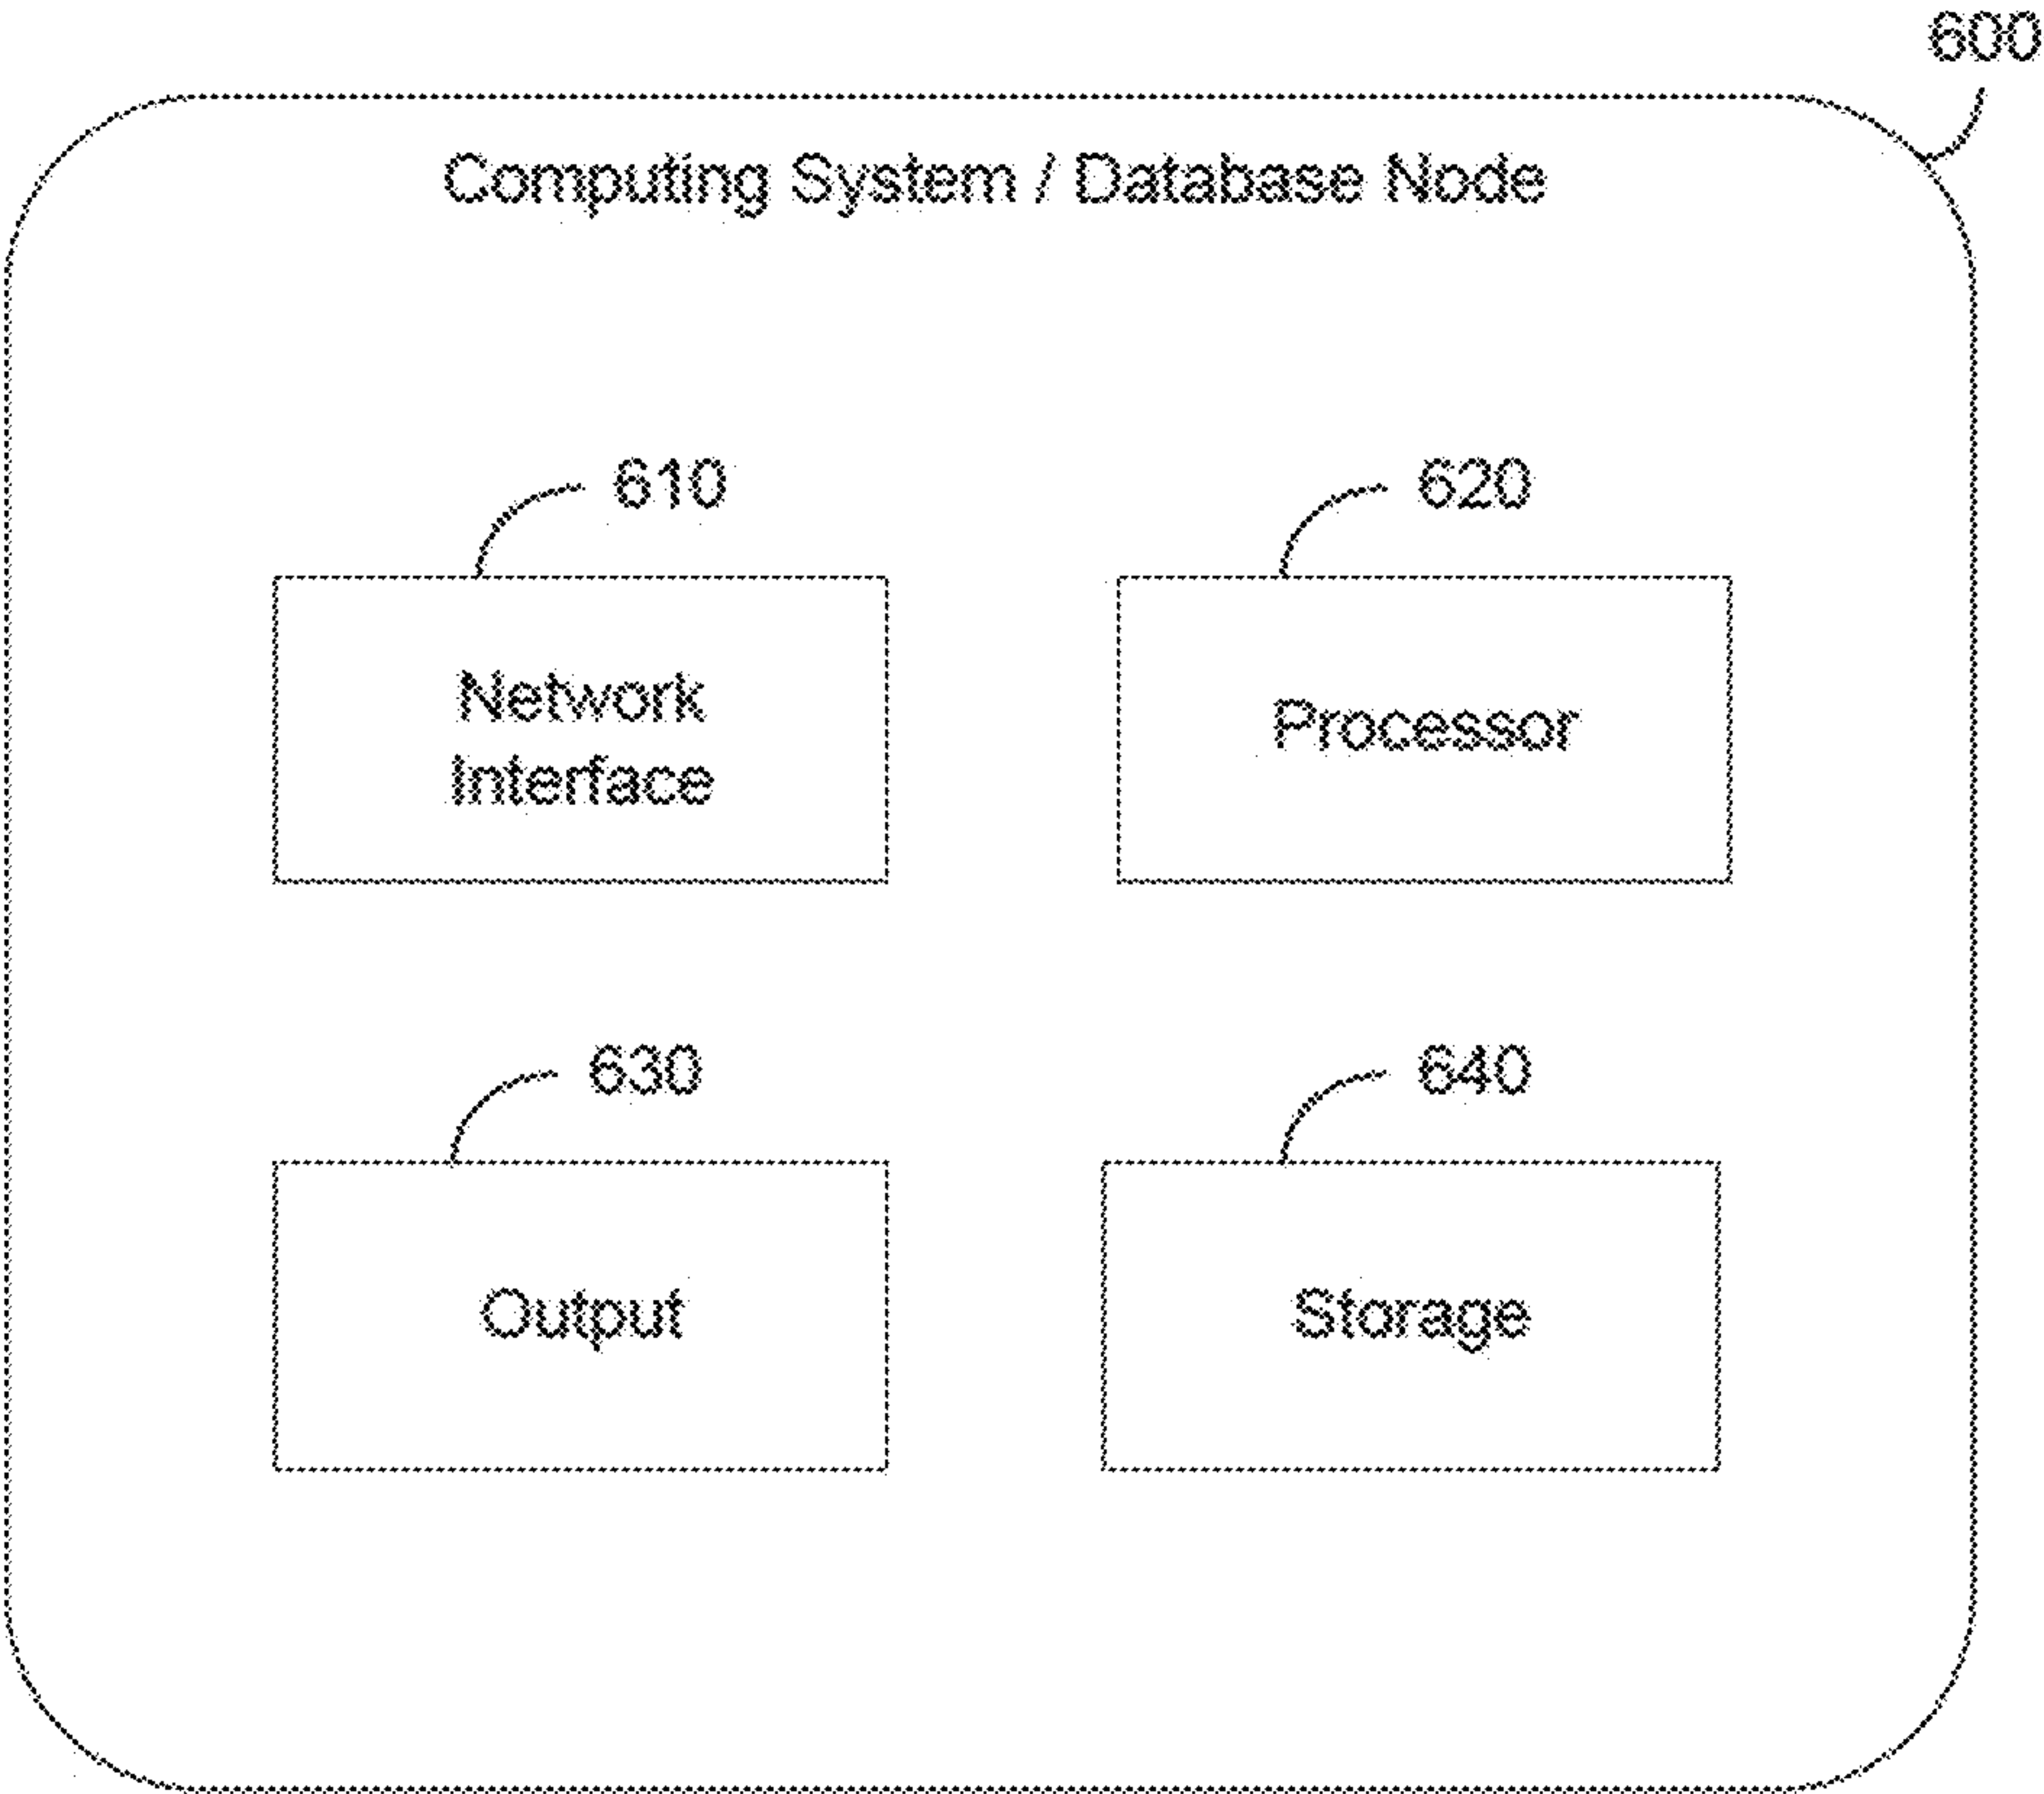 600
Computing System / Database Node
610
620
Network
Interface
Processor
630
640
Output
Storage